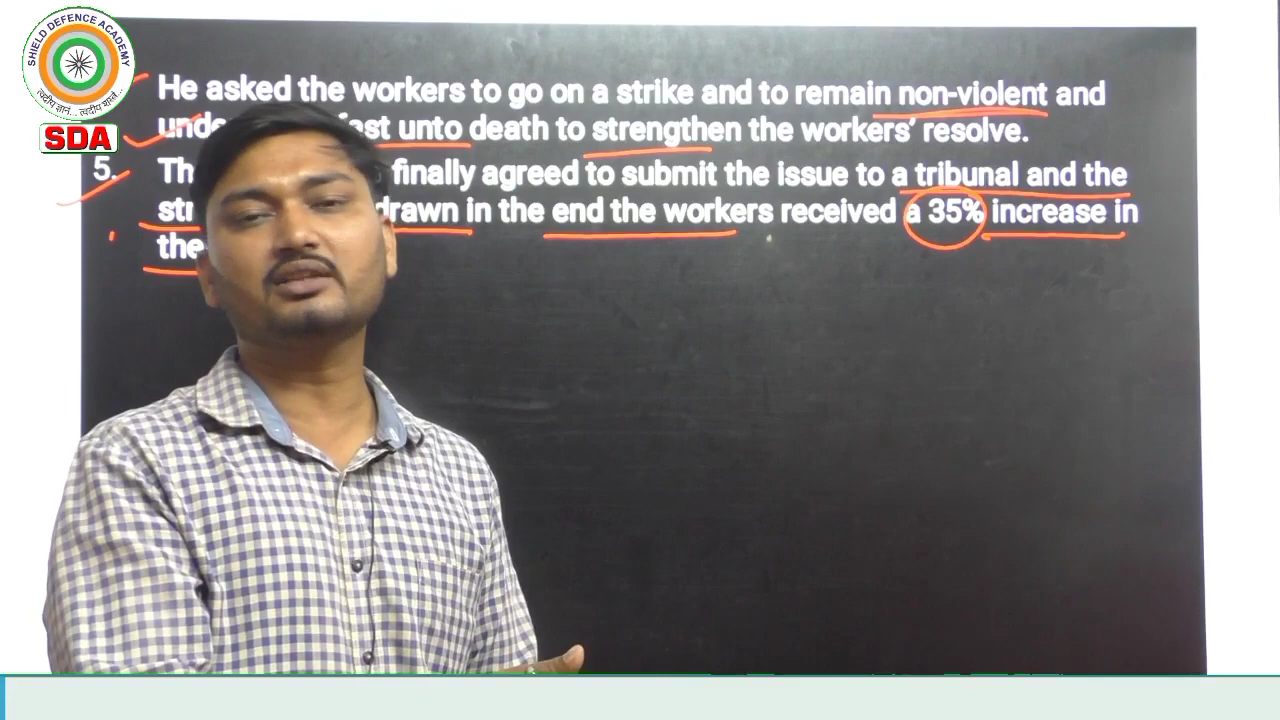 SHIELD DEFENCE ACADEMY
SDA
He asked the workers to go on a strike and to remain non-violent and
fast unto death to strengthen the workers’ resolve.
5. finally agreed to submit the issue to a tribunal and the
in the end the workers received a 35% increase in
the